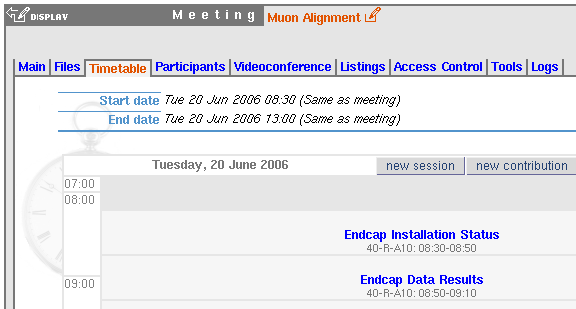 DISPLAY Meeting Muon Alignment
Main Files Timetable Participants Videoconference Listings Access Control Tools Logs
Start date Tue 20 Jun 2006 08:30 (Same as meeting)
End date Tue 20 Jun 2006 13:00 (Same as meeting)
Tuesday, 20 June 2006 new session new contribution
07:00
08:00
Endcap Installation Status
40-R-A10: 08:30-08:50
Endcap Data Results
09:00
40-R-A10: 08:50-09:10